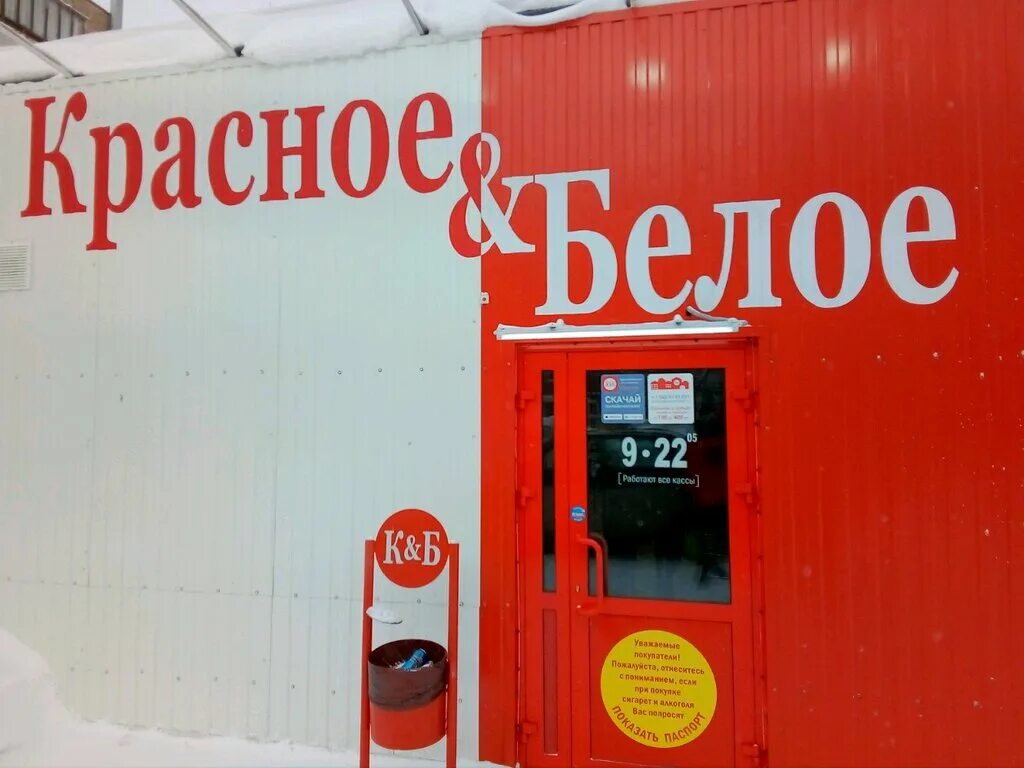 Красное
&
Белое
К&Б
СКАЧАЙ
9·22 05
[Работают все кассы]
Уважаемые
покупатели!
Пожалуйста, отнеситесь
с пониманием, если
при покупке
сигарет и алкоголя
Вас попросят
ПОКАЗАТЬ ПАСПОРТ